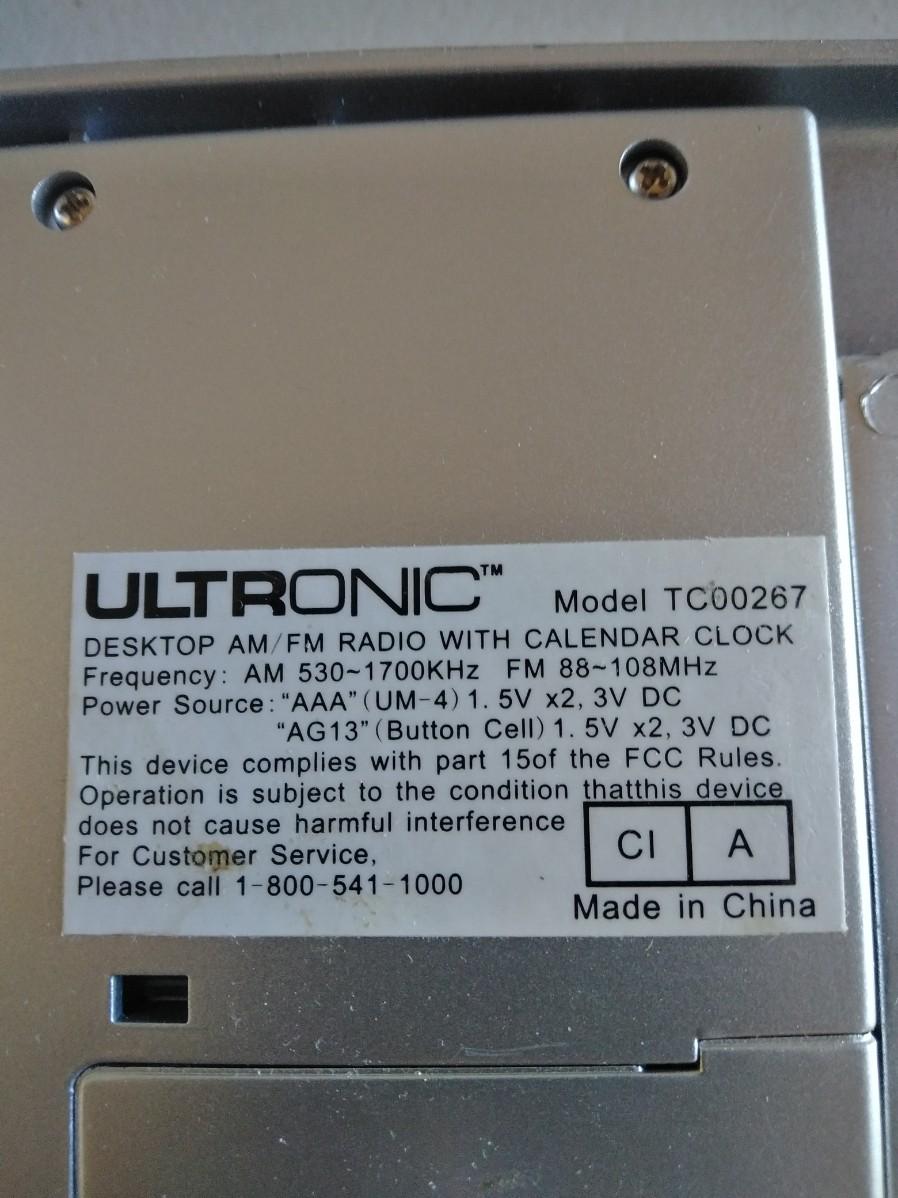 ULTRONIC™ Model TC00267
DESKTOP AM/FM RADIO WITH CALENDAR CLOCK
Frequency: AM 530~1700KHz FM 88~108MHz
Power Source: “AAA” (UM-4) 1. 5V x2, 3V DC
“AG13” (Button Cell) 1. 5V x2, 3V DC
This device complies with part 15of the FCC Rules.
Operation is subject to the condition thatthis device
does not cause harmful interference
CI A
For Customer Service,
Please call 1-800-541-1000
Made in China